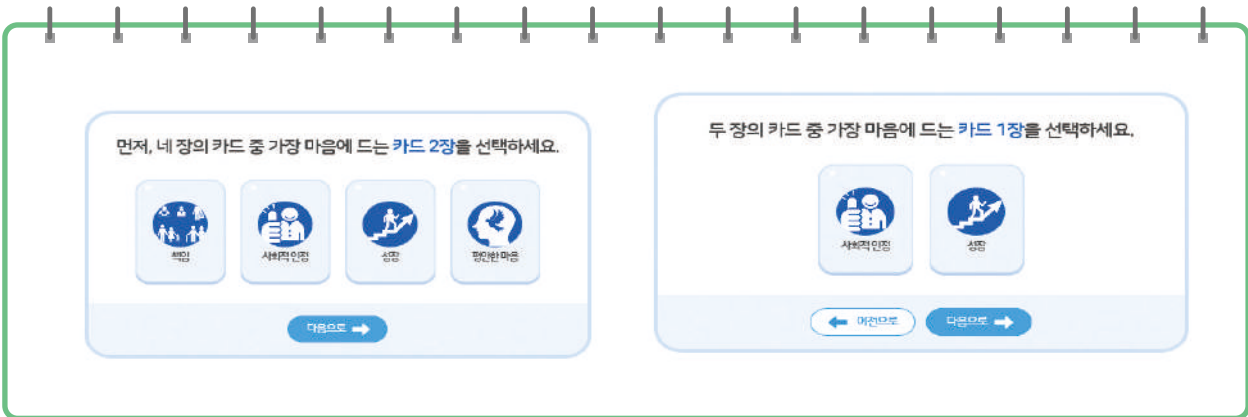 먼저, 네 장의 카드 중 가장 마음에 드는 카드 2장을 선택하세요.
책임
사회적 인정
성장
평안한 마음
다음으로
두 장의 카드 중 가장 마음에 드는 카드 1장을 선택하세요.
사회적 인정
성장
이전으로
다음으로